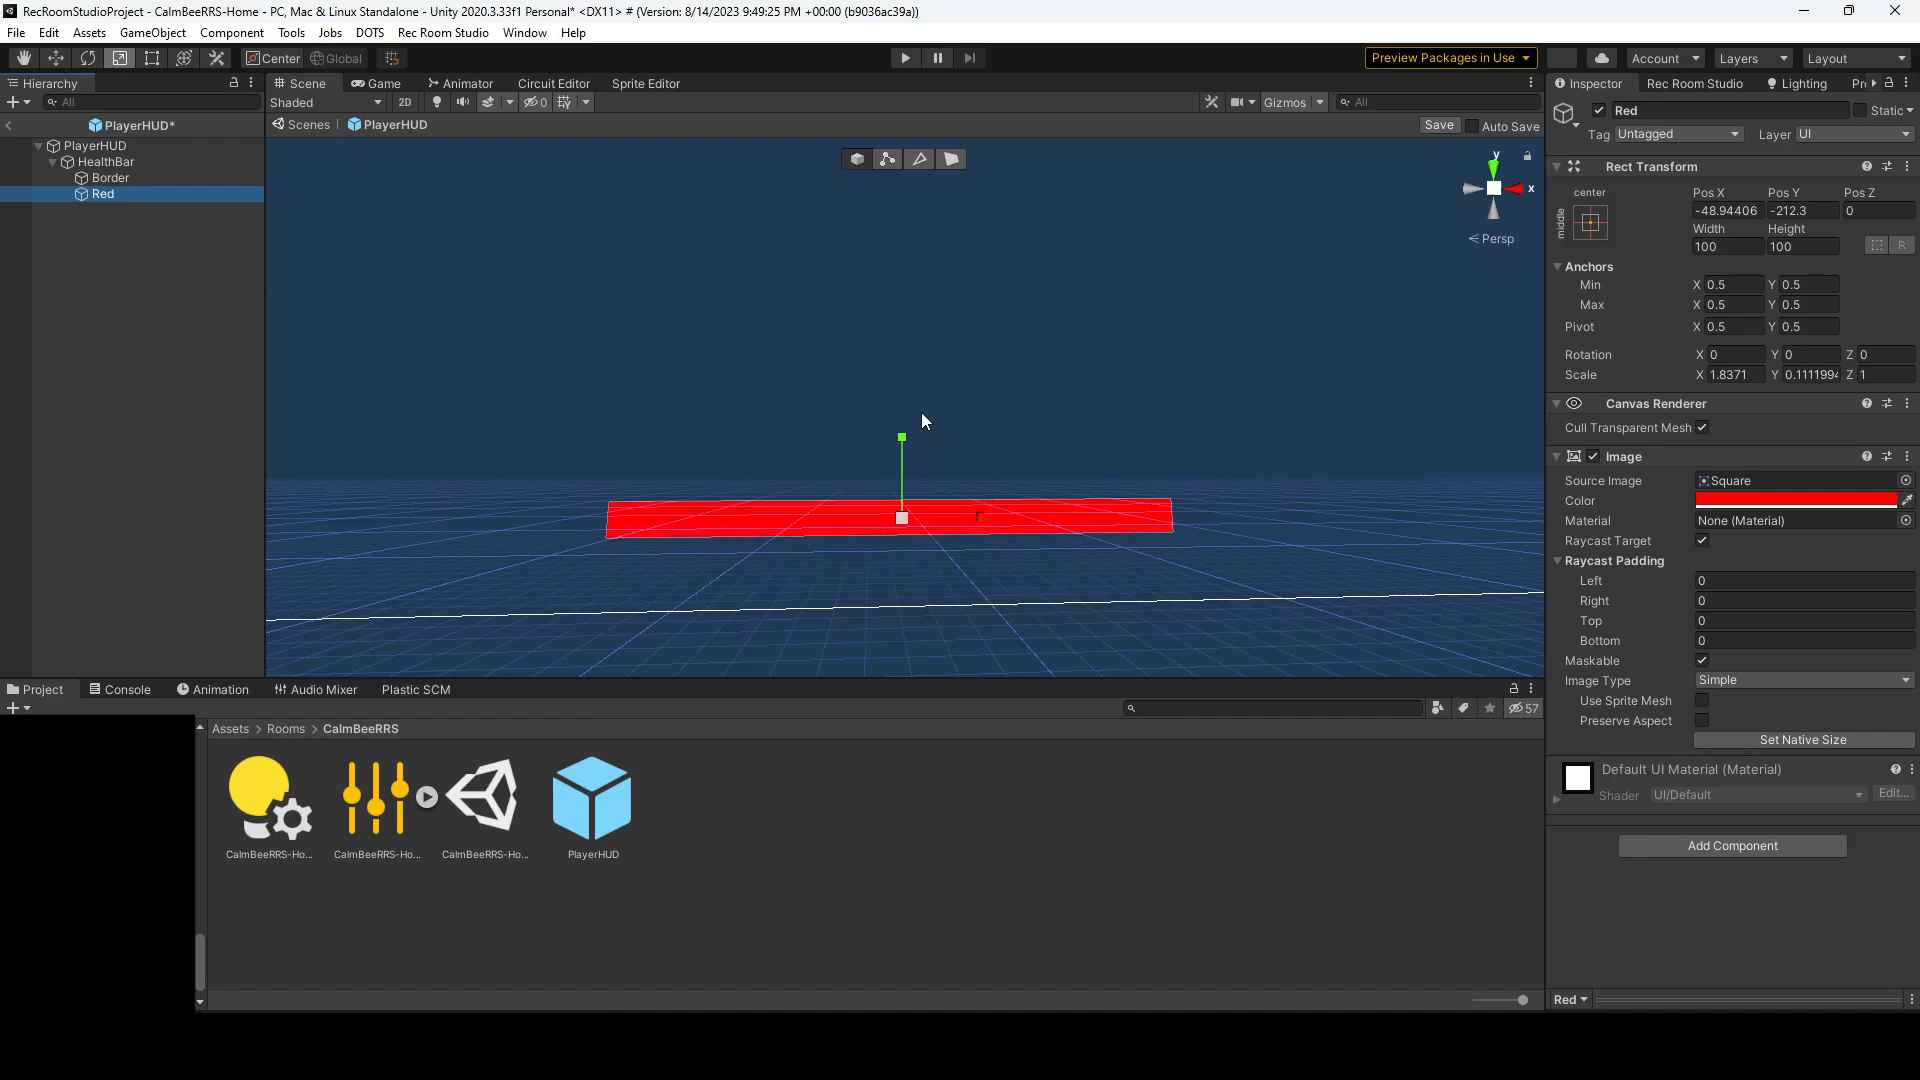 RecRoomStudioProject - CalmBeeRRS-Home - PC, Mac & Linux Standalone - Unity 2020.3.33f1 Personal* <DX11> # (Version: 8/14/2023 9:49:25 PM +00:00 (b9036ac39a))
File Edit Assets GameObject Component Tools Jobs DOTS Rec Room Studio Window Help
Center Global Preview Packages in Use Account Layers Layout
Hierarchy Scene Game Animator Circuit Editor Sprite Editor Inspector Rec Room Studio Lighting Pr
All Shaded 2D 0 Gizmos All
Red Static
PlayerHUD* Scenes PlayerHUD Save Auto Save
Tag Untagged Layer UI
PlayerHUD
HealthBar
Border
Red
y
x
Persp
Rect Transform
center
middle
Pos X Pos Y Pos Z
-48.94406 -212.3 0
Width Height
100 100 R
Anchors
Min X 0.5 Y 0.5
Max X 0.5 Y 0.5
Pivot X 0.5 Y 0.5
Rotation X 0 Y 0 Z 0
Scale X 1.8371 Y 0.1111994 Z 1
Canvas Renderer
Cull Transparent Mesh
Image
Source Image Square
Color
Material None (Material)
Raycast Target
Raycast Padding
Left 0
Right 0
Top 0
Bottom 0
Maskable
Image Type Simple
Use Sprite Mesh
Preserve Aspect
Set Native Size
Default UI Material (Material)
Shader UI/Default Edit...
Add Component
Red
Project Console Animation Audio Mixer Plastic SCM
57
Assets > Rooms > CalmBeeRRS
CalmBeeRRS-Ho... CalmBeeRRS-Ho... CalmBeeRRS-Ho... PlayerHUD